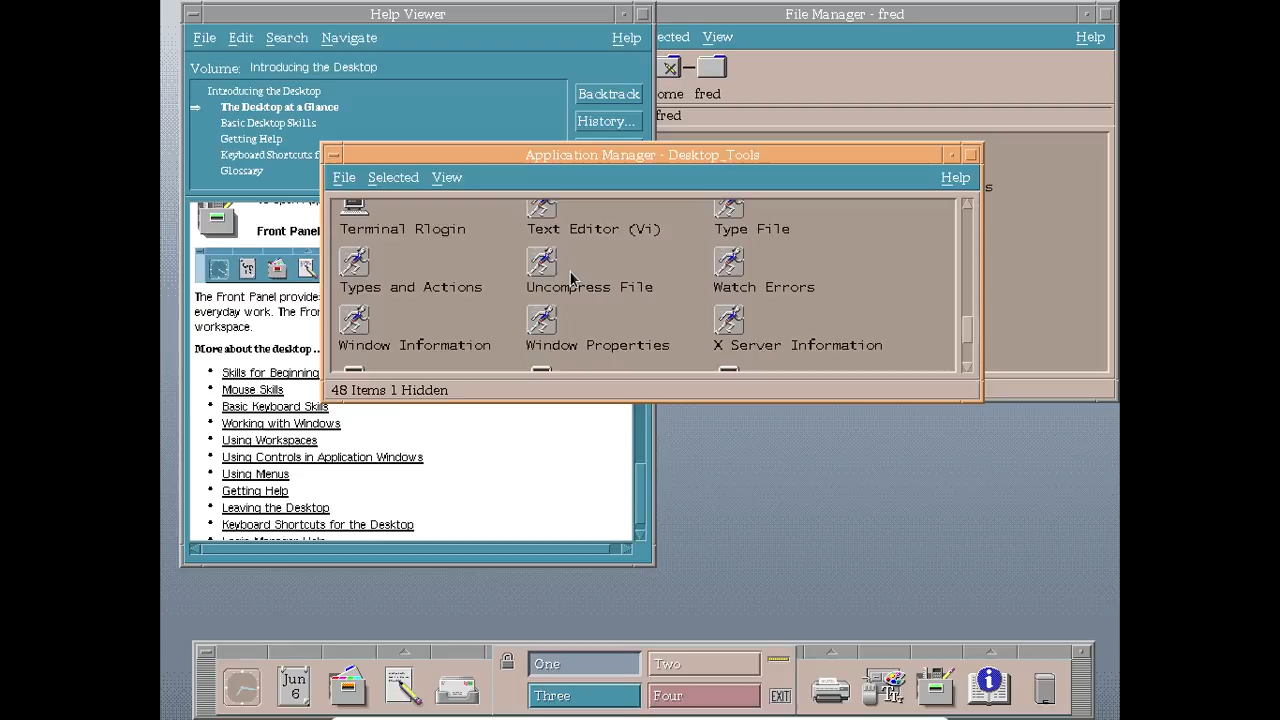 Help Viewer
File Edit Search Navigate Help
Volume: Introducing the Desktop
Introducing the Desktop
The Desktop at a Glance
Basic Desktop Skills
Getting Help
Keyboard Shortcuts f
Glossary
Backtrack
History...
File Manager - fred
ected View Help
ome fred
fred
s
Application Manager - Desktop_Tools
File Selected View Help
Terminal Rlogin Text Editor (Vi) Type File
Types and Actions Uncompress File Watch Errors
Window Information Window Properties X Server Information
48 Items 1 Hidden
Front Pane
The Front Panel provide
everyday work. The Fron
workspace.
More about the desktop ...
Skills for Beginning
Mouse Skills
Basic Keyboard Skills
Working with Windows
Using Workspaces
Using Controls in Application Windows
Using Menus
Getting Help
Leaving the Desktop
Keyboard Shortcuts for the Desktop
Jun
6
One Two
Three Four
EXIT